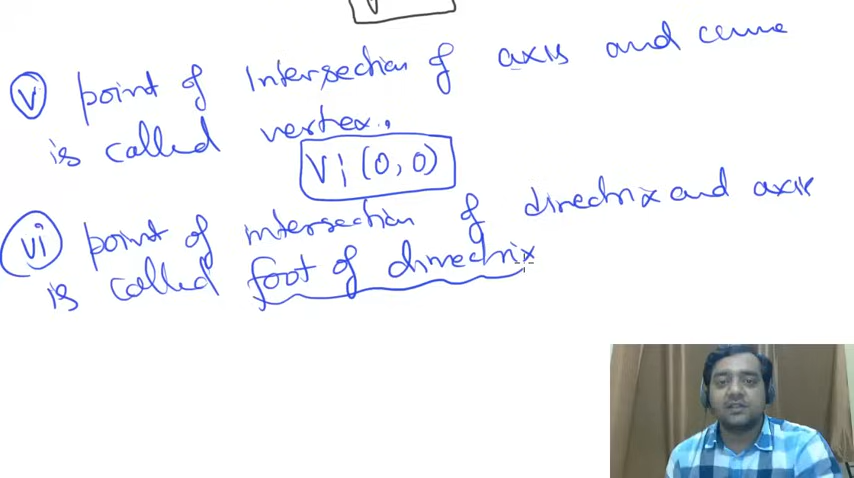 (v) point of Intersection of axis and curve
is called vertex.
V; (0, 0)
(vi) point of intersection of directrix and axis
is called foot of directrix